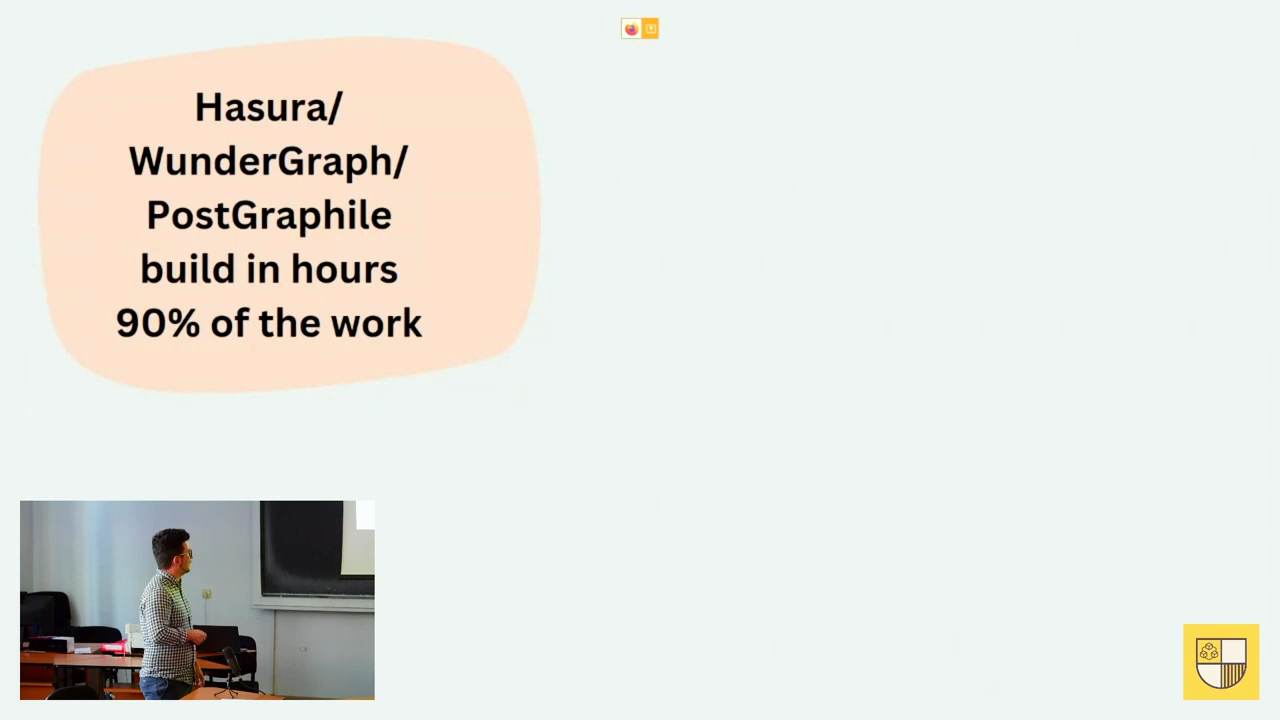 Hasura/
WunderGraph/
PostGraphile
build in hours
90% of the work